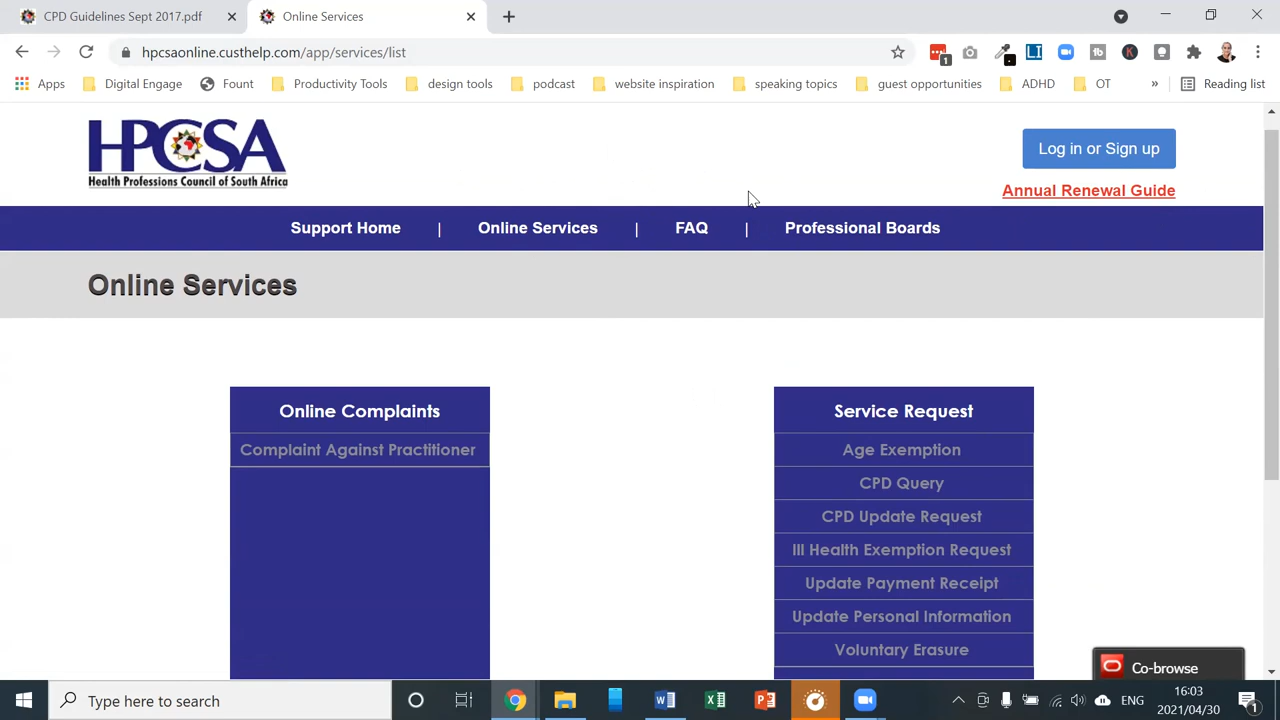 CPD Guidelines Sept 2017.pdf
Online Services
hpcsaonline.custhelp.com/app/services/list
1
LI
tb
K
Apps
Digital Engage
Fount
Productivity Tools
design tools
podcast
website inspiration
speaking topics
guest opportunities
ADHD
OT
»
Reading list
HPCSA
Health Professions Council of South Africa
Log in or Sign up
Annual Renewal Guide
Support Home | Online Services | FAQ | Professional Boards
Online Services
Online Complaints
Complaint Against Practitioner
Service Request
Age Exemption
CPD Query
CPD Update Request
Ill Health Exemption Request
Update Payment Receipt
Update Personal Information
Voluntary Erasure
Co-browse
Type here to search
ENG
16:03
2021/04/30
1